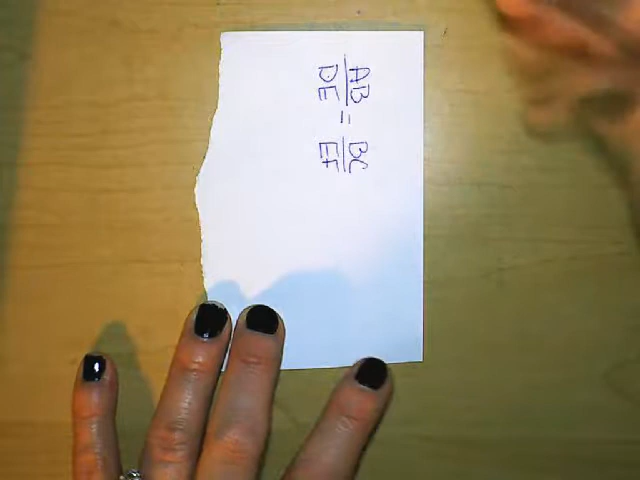 AB/DE = BC/EF